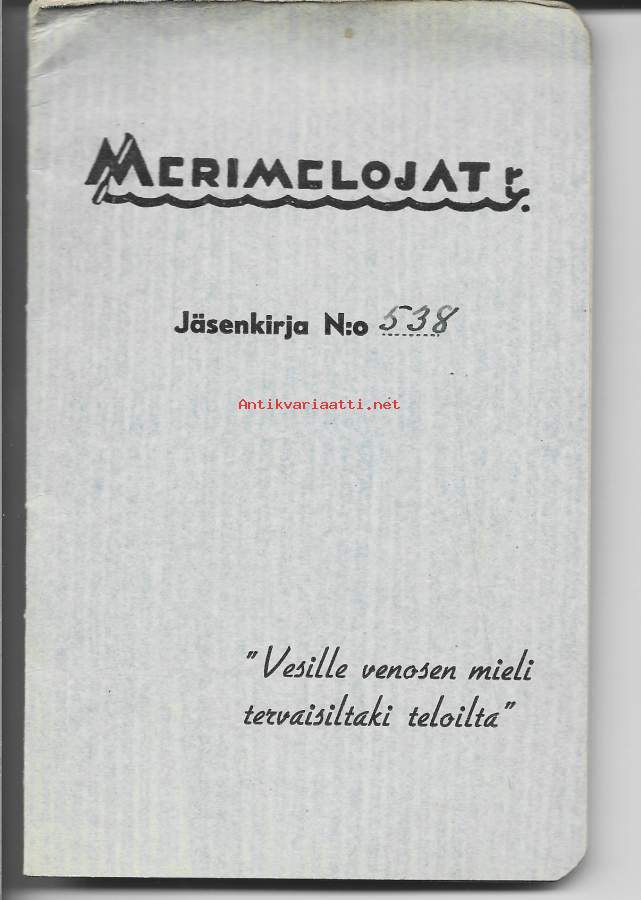 MERIMELOJAT r.y.
Jäsenkirja N:o 538
Antikvariaatti.net
"Vesille venosen mieli
tervaisiltaki teloilta"